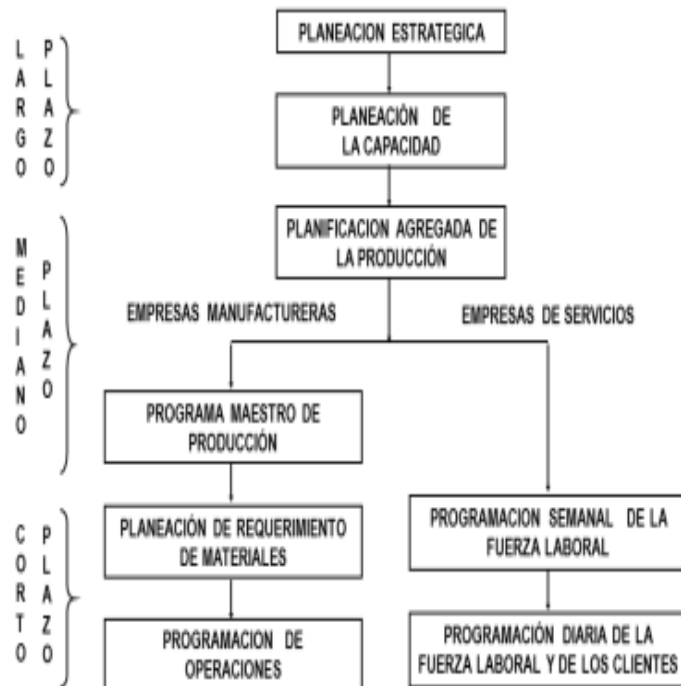 LARGO
PLAZO
PLANEACION ESTRATEGICA
PLANEACIÓN DE
LA CAPACIDAD
MEDIANO
PLAZO
PLANIFICACION AGREGADA DE
LA PRODUCCIÓN
EMPRESAS MANUFACTURERAS
EMPRESAS DE SERVICIOS
PROGRAMA MAESTRO DE
PRODUCCIÓN
CORTO
PLAZO
PLANEACIÓN DE REQUERIMIENTO
DE MATERIALES
PROGRAMACION SEMANAL DE LA
FUERZA LABORAL
PROGRAMACION DE
OPERACIONES
PROGRAMACIÓN DIARIA DE LA
FUERZA LABORAL Y DE LOS CLIENTES